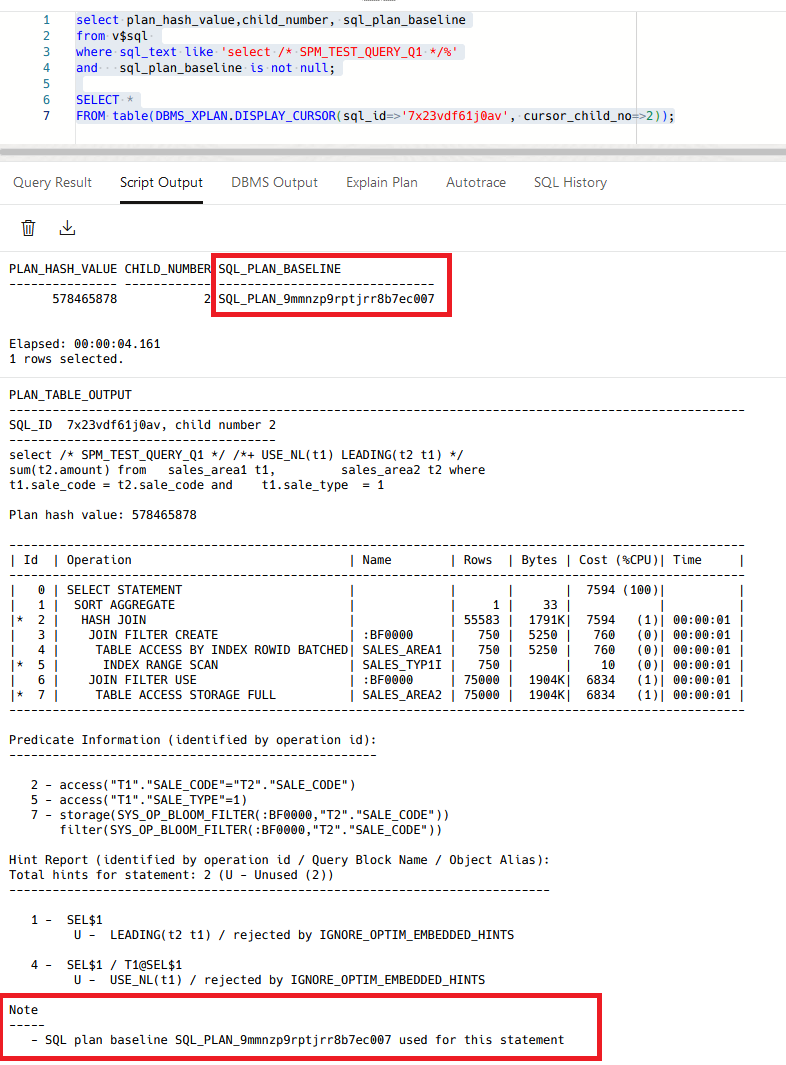 1 select plan_hash_value,child_number, sql_plan_baseline
2 from v$sql
3 where sql_text like 'select /* SPM_TEST_QUERY_Q1 */%'
4 and   sql_plan_baseline is not null;
5
6 SELECT *
7 FROM table(DBMS_XPLAN.DISPLAY_CURSOR(sql_id=>'7x23vdf61j0av', cursor_child_no=>2));
Query Result Script Output DBMS Output Explain Plan Autotrace SQL History
PLAN_HASH_VALUE CHILD_NUMBER SQL_PLAN_BASELINE
--------------- ------------ ------------------------------
      578465878            2 SQL_PLAN_9mmnzp9rptjrr8b7ec007
Elapsed: 00:00:04.161
1 rows selected.
PLAN_TABLE_OUTPUT
------------------------------------------------------------------------------------------------------
SQL_ID  7x23vdf61j0av, child number 2
-------------------------------------
select /* SPM_TEST_QUERY_Q1 */ /*+ USE_NL(t1) LEADING(t2 t1) */
sum(t2.amount) from   sales_area1 t1,         sales_area2 t2 where
t1.sale_code = t2.sale_code and    t1.sale_type  = 1
Plan hash value: 578465878
------------------------------------------------------------------------------------------------------
| Id  | Operation                              | Name        | Rows  | Bytes | Cost (%CPU)| Time     |
------------------------------------------------------------------------------------------------------
|   0 | SELECT STATEMENT                       |             |       |       |  7594 (100)|          |
|   1 |  SORT AGGREGATE                        |             |     1 |    33 |            |          |
|*  2 |   HASH JOIN                            |             | 55583 |  1791K|  7594   (1)| 00:00:01 |
|   3 |    JOIN FILTER CREATE                  | :BF0000     |   750 |  5250 |   760   (0)| 00:00:01 |
|   4 |     TABLE ACCESS BY INDEX ROWID BATCHED| SALES_AREA1 |   750 |  5250 |   760   (0)| 00:00:01 |
|*  5 |      INDEX RANGE SCAN                  | SALES_TYP1I |   750 |       |    10   (0)| 00:00:01 |
|   6 |    JOIN FILTER USE                     | :BF0000     | 75000 |  1904K|  6834   (1)| 00:00:01 |
|*  7 |     TABLE ACCESS STORAGE FULL          | SALES_AREA2 | 75000 |  1904K|  6834   (1)| 00:00:01 |
------------------------------------------------------------------------------------------------------
Predicate Information (identified by operation id):
---------------------------------------------------
   2 - access("T1"."SALE_CODE"="T2"."SALE_CODE")
   5 - access("T1"."SALE_TYPE"=1)
   7 - storage(SYS_OP_BLOOM_FILTER(:BF0000,"T2"."SALE_CODE"))
       filter(SYS_OP_BLOOM_FILTER(:BF0000,"T2"."SALE_CODE"))
Hint Report (identified by operation id / Query Block Name / Object Alias):
Total hints for statement: 2 (U - Unused (2))
---------------------------------------------------------------------------
   1 -  SEL$1
         U -  LEADING(t2 t1) / rejected by IGNORE_OPTIM_EMBEDDED_HINTS
   4 -  SEL$1 / T1@SEL$1
         U -  USE_NL(t1) / rejected by IGNORE_OPTIM_EMBEDDED_HINTS
Note
-----
   - SQL plan baseline SQL_PLAN_9mmnzp9rptjrr8b7ec007 used for this statement